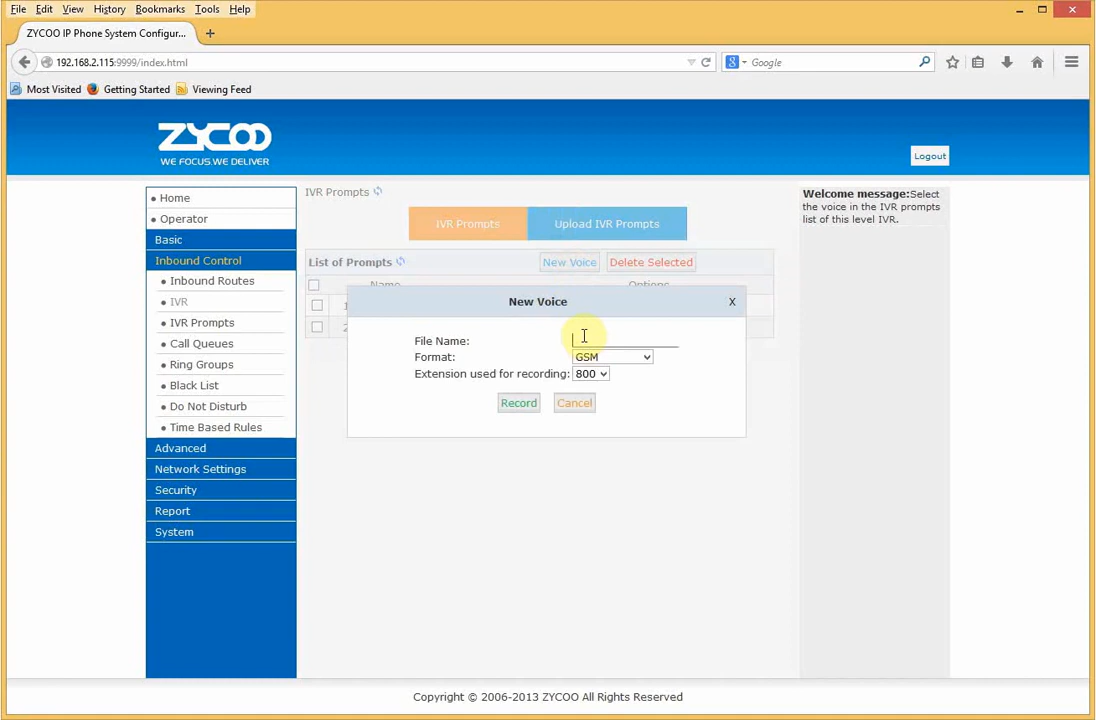 File Edit View History Bookmarks Tools Help
ZYCOO IP Phone System Configur...
192.168.2.115:9999/index.html
Google
Most Visited Getting Started Viewing Feed
ZYCOO
WE FOCUS.WE DELIVER
Logout
Home
Operator
Basic
Inbound Control
Inbound Routes
IVR
IVR Prompts
Call Queues
Ring Groups
Black List
Do Not Disturb
Time Based Rules
Advanced
Network Settings
Security
Report
System
IVR Prompts
IVR Prompts Upload IVR Prompts
List of Prompts New Voice Delete Selected
Name Options
1
2
New Voice X
File Name:
Format: GSM
Extension used for recording: 800
Record Cancel
Welcome message:Select
the voice in the IVR prompts
list of this level IVR.
Copyright © 2006-2013 ZYCOO All Rights Reserved